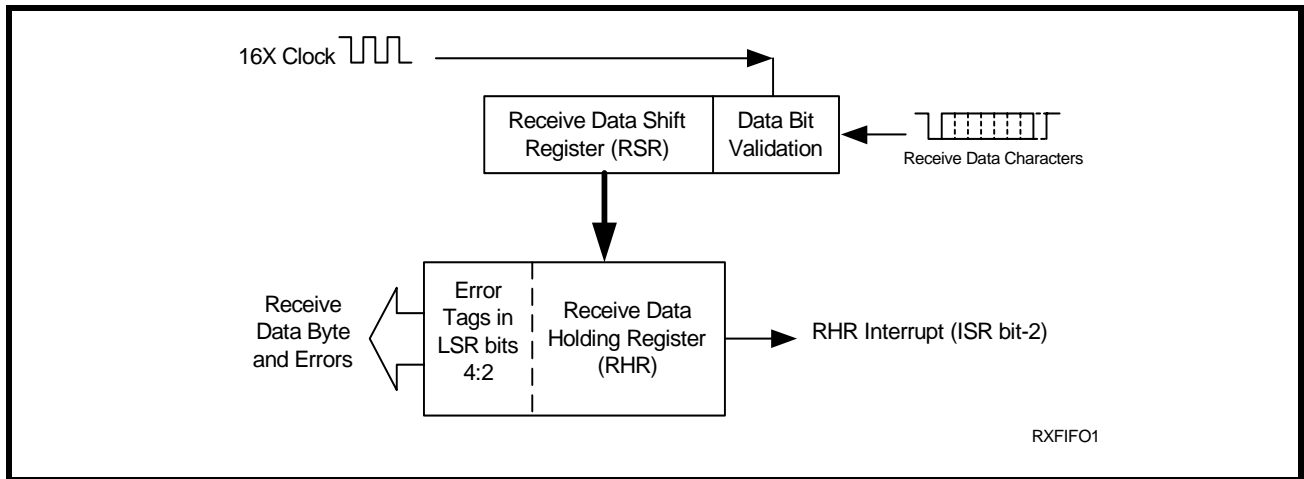 16X Clock
Receive Data Shift
Register (RSR)
Data Bit
Validation
Receive Data Characters
Receive
Data Byte
and Errors
Error
Tags in
LSR bits
4:2
Receive Data
Holding Register
(RHR)
RHR Interrupt (ISR bit-2)
RXFIFO1